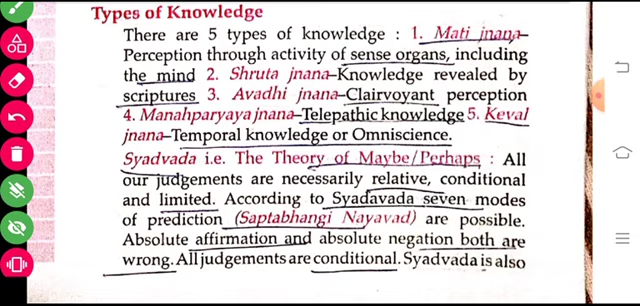 Types of Knowledge
There are 5 types of knowledge : 1. Mati jnana–
Perception through activity of sense organs, including
the mind 2. Shruta jnana–Knowledge revealed by
scriptures 3. Avadhi jnana–Clairvoyant perception
4. Manahparyaya jnana–Telepathic knowledge 5. Keval
jnana–Temporal knowledge or Omniscience.
Syadvada i.e. The Theory of Maybe/Perhaps : All
our judgements are necessarily relative, conditional
and limited. According to Syadavada seven modes
of prediction (Saptabhangi Nayavad) are possible.
Absolute affirmation and absolute negation both are
wrong. All judgements are conditional. Syadvada is also